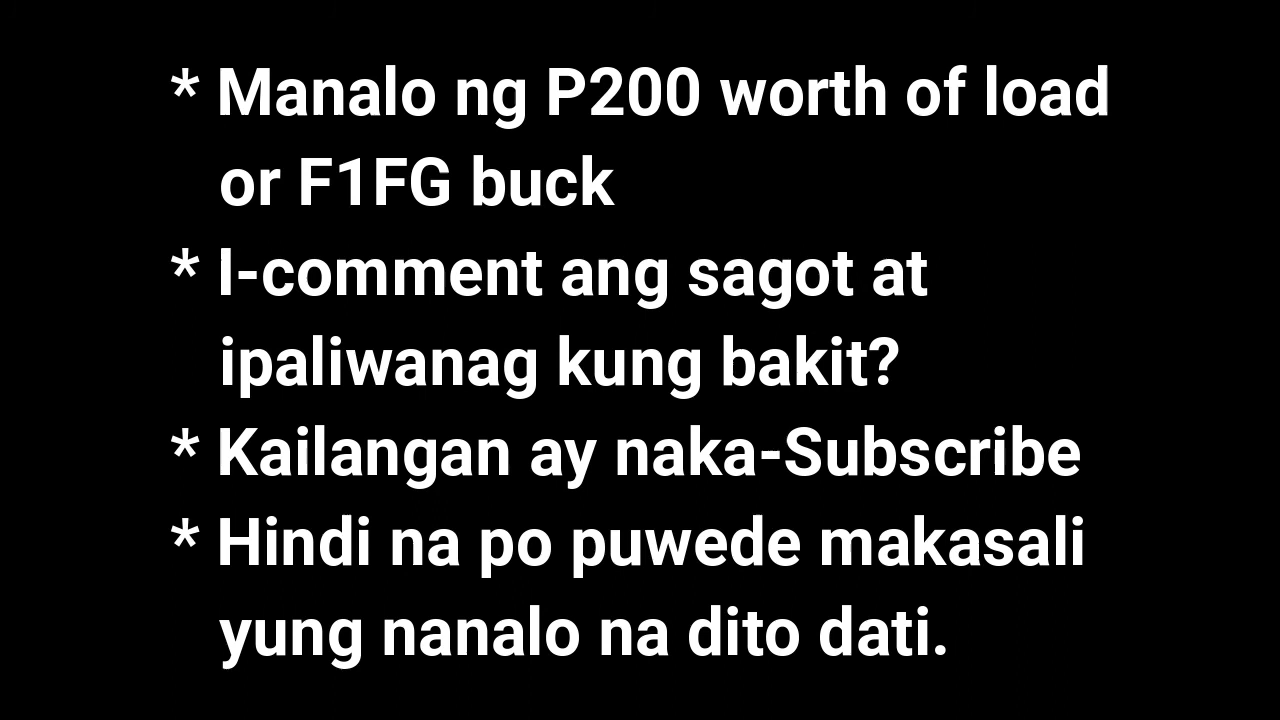 * Manalo ng P200 worth of load
or F1FG buck
* I-comment ang sagot at
ipaliwanag kung bakit?
* Kailangan ay naka-Subscribe
* Hindi na po puwede makasali
yung nanalo na dito dati.